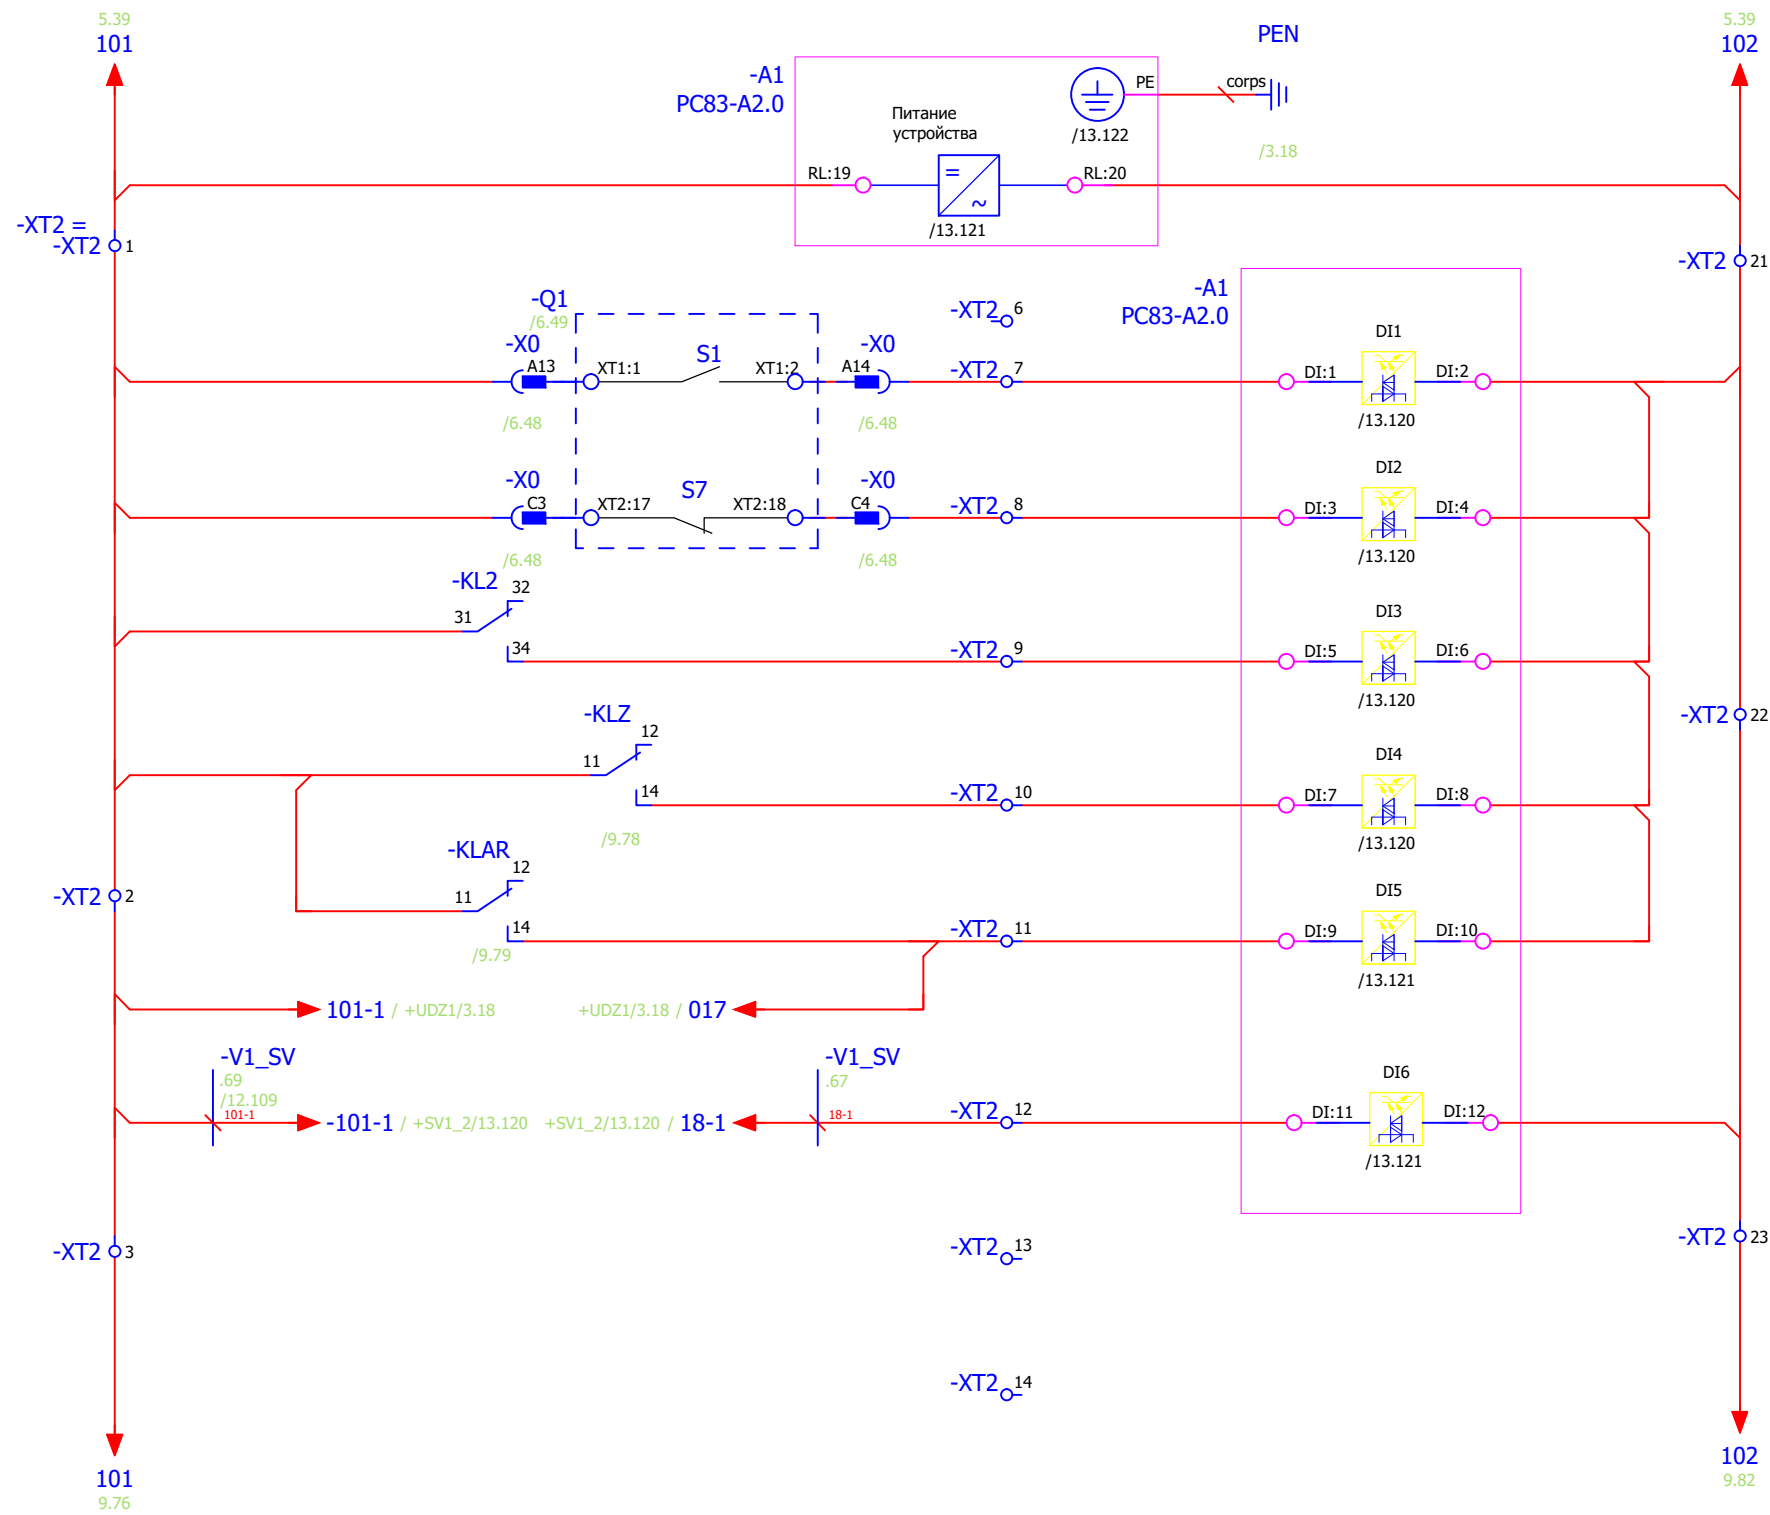 5.39
101
PEN
5.39
102
-A1
PC83-A2.0
PE
corps
Питание
устройства
/13.122
/3.18
RL:19
RL:20
=
~
/13.121
-XT2 =
-XT2 1
-XT2 21
-Q1
/6.49
-XT2 6
-A1
PC83-A2.0
DI1
-X0
A13
XT1:1
S1
XT1:2
-X0
A14
-XT2 7
DI:1
DI:2
/13.120
/6.48
/6.48
DI2
-X0
C3
XT2:17
S7
XT2:18
-X0
C4
-XT2 8
DI:3
DI:4
/13.120
/6.48
/6.48
-KL2
32
31
34
DI3
-XT2 9
DI:5
DI:6
/13.120
-KLZ
12
11
14
-XT2 22
DI4
-XT2 10
DI:7
DI:8
/13.120
/9.78
-KLAR
12
11
14
/9.79
-XT2 2
DI5
-XT2 11
DI:9
DI:10
/13.121
101-1 / +UDZ1/3.18
+UDZ1/3.18 / 017
-V1_SV
.69
/12.109
101-1
-V1_SV
.67
18-1
DI6
-101-1 / +SV1_2/13.120
+SV1_2/13.120 / 18-1
-XT2 12
DI:11
DI:12
/13.121
-XT2 3
-XT2 13
-XT2 23
-XT2 14
101
9.76
102
9.82